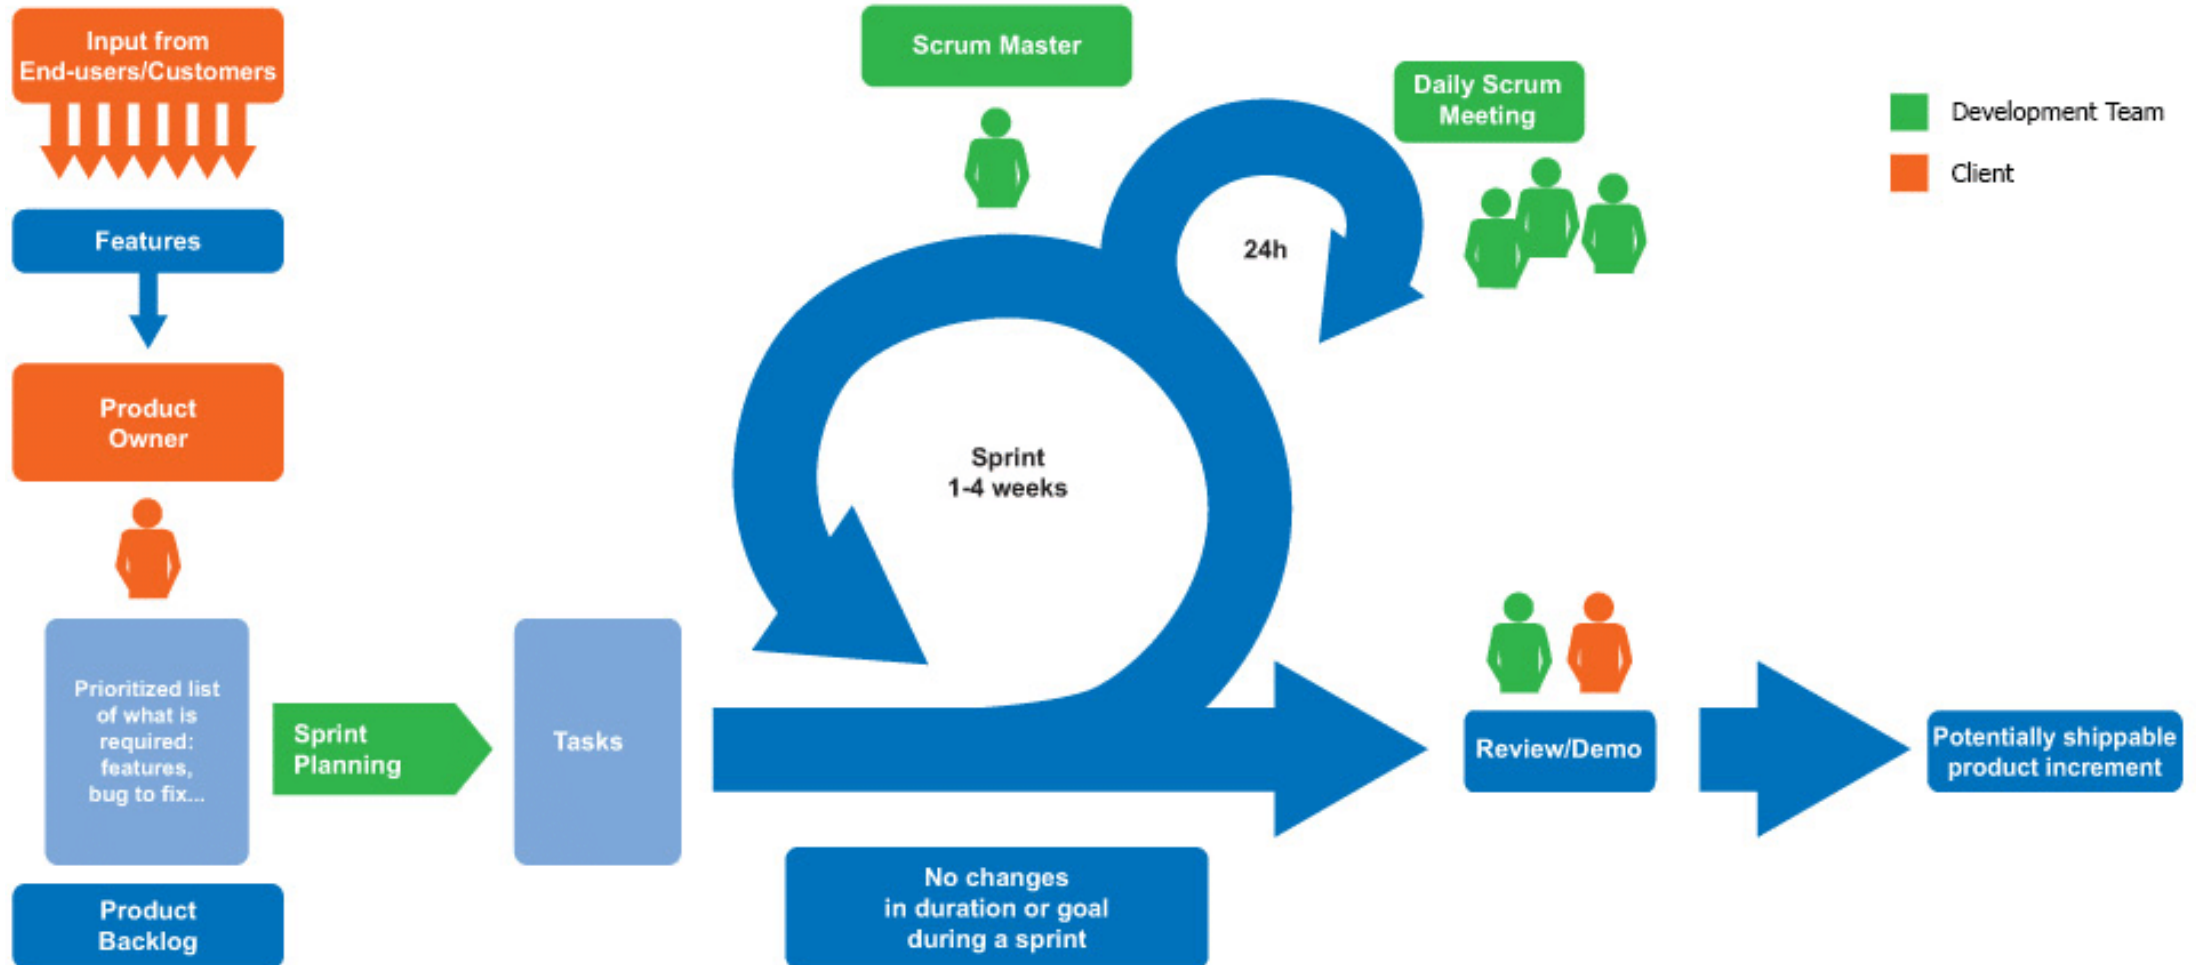 Input from
End-users/Customers
Features
Product
Owner
Prioritized list
of what is
required:
features,
bug to fix...
Product
Backlog
Sprint
Planning
Tasks
Scrum Master
Daily Scrum
Meeting
24h
Sprint
1-4 weeks
No changes
in duration or goal
during a sprint
Review/Demo
Potentially shippable
product increment
Development Team
Client